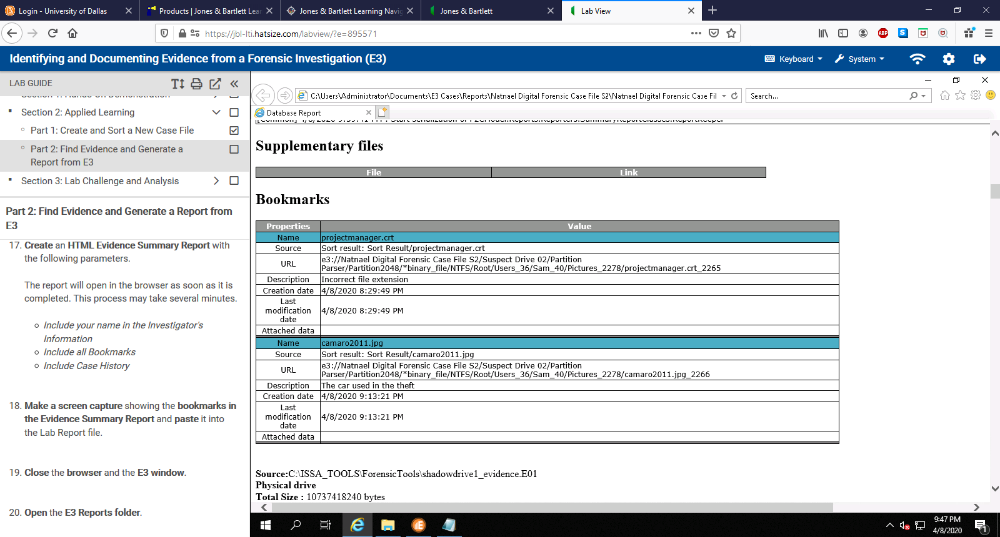 Login - University of Dallas
Products | Jones & Bartlett Lea
Jones & Bartlett Learning Navig
Jones & Bartlett
Lab View
https://jbl-lti.hatsize.com/labview/?e=895571
ABP
Identifying and Documenting Evidence from a Forensic Investigation (E3)
Keyboard
System
LAB GUIDE
Section 2: Applied Learning
Part 1: Create and Sort a New Case File
Part 2: Find Evidence and Generate a
Report from E3
Section 3: Lab Challenge and Analysis
Part 2: Find Evidence and Generate a Report from
E3
17. Create an HTML Evidence Summary Report with
the following parameters.
The report will open in the browser as soon as it is
completed. This process may take several minutes.
Include your name in the Investigator's
Information
Include all Bookmarks
Include Case History
18. Make a screen capture showing the bookmarks in
the Evidence Summary Report and paste it into
the Lab Report file.
19. Close the browser and the E3 window.
20. Open the E3 Reports folder.
C:\Users\Administrator\Documents\E3 Cases\Reports\Natnael Digital Forensic Case File S2\Natnael Digital Forensic Case Fil
Search...
Database Report
Supplementary files
File Link
Bookmarks
Properties Value
Name projectmanager.crt
Source Sort result: Sort Result/projectmanager.crt
URL e3://Natnael Digital Forensic Case File S2/Suspect Drive 02/Partition
Parser/Partition2048/*binary_file/NTFS/Root/Users_36/Sam_40/Pictures_2278/projectmanager.crt_2265
Description Incorrect file extension
Creation date 4/8/2020 8:29:49 PM
Last
modification 4/8/2020 8:29:49 PM
date
Attached data
Name camaro2011.jpg
Source Sort result: Sort Result/camaro2011.jpg
URL e3://Natnael Digital Forensic Case File S2/Suspect Drive 02/Partition
Parser/Partition2048/*binary_file/NTFS/Root/Users_36/Sam_40/Pictures_2278/camaro2011.jpg_2266
Description The car used in the theft
Creation date 4/8/2020 9:13:21 PM
Last
modification 4/8/2020 9:13:21 PM
date
Attached data
Source:C:\ISSA_TOOLS\ForensicTools\shadowdrive1_evidence.E01
Physical drive
Total Size : 10737418240 bytes
9:47 PM
4/8/2020
1